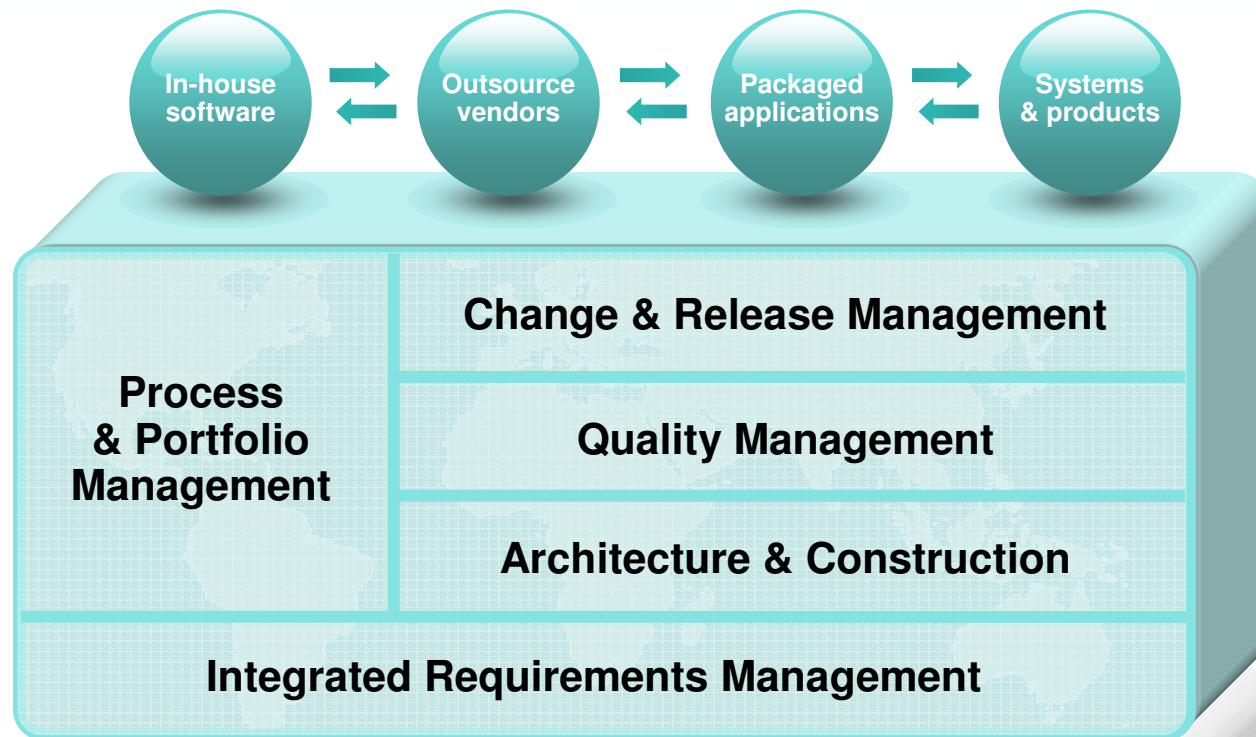 In-house
software
Outsource
vendors
Packaged
applications
Systems
& products
Process
& Portfolio
Management
Change & Release Management
Quality Management
Architecture & Construction
Integrated Requirements Management